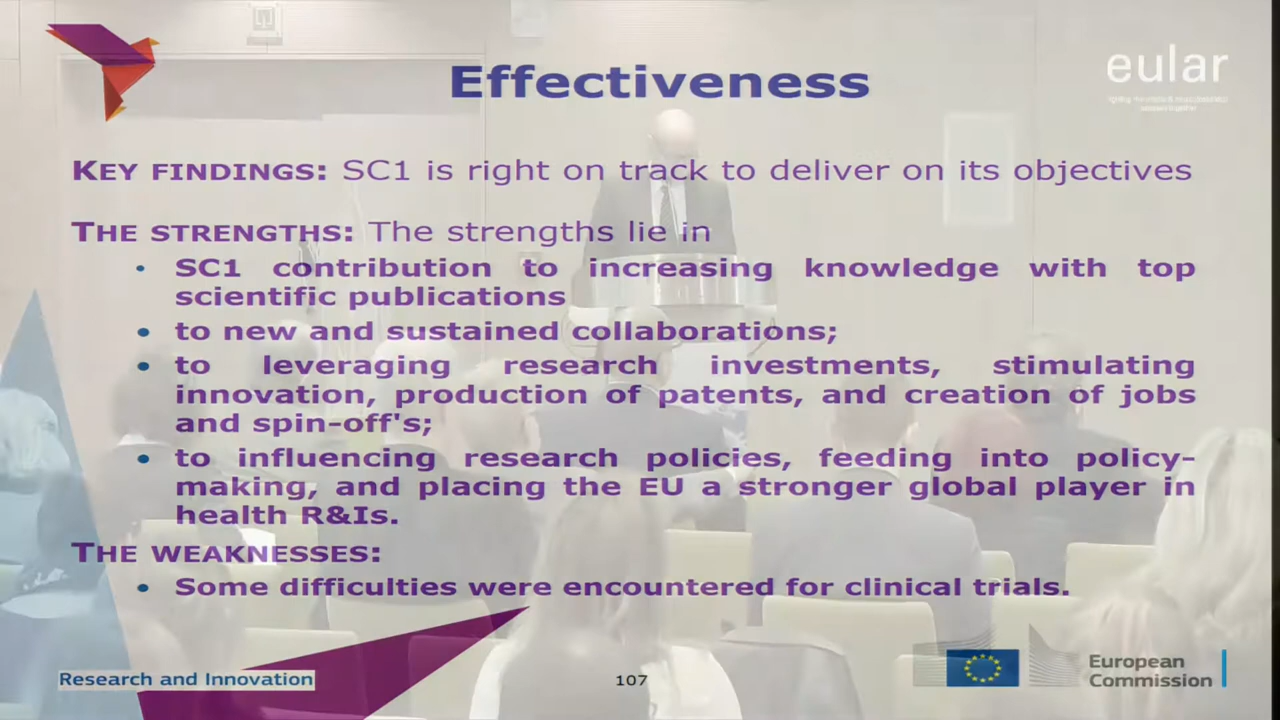 Effectiveness
eular
KEY FINDINGS: SC1 is right on track to deliver on its objectives
THE STRENGTHS: The strengths lie in
• SC1 contribution to increasing knowledge with top
scientific publications
• to new and sustained collaborations;
• to leveraging research investments, stimulating
innovation, production of patents, and creation of jobs
and spin-off's;
• to influencing research policies, feeding into policy-
making, and placing the EU a stronger global player in
health R&Is.
THE WEAKNESSES:
• Some difficulties were encountered for clinical trials.
Research and Innovation
107
European
Commission